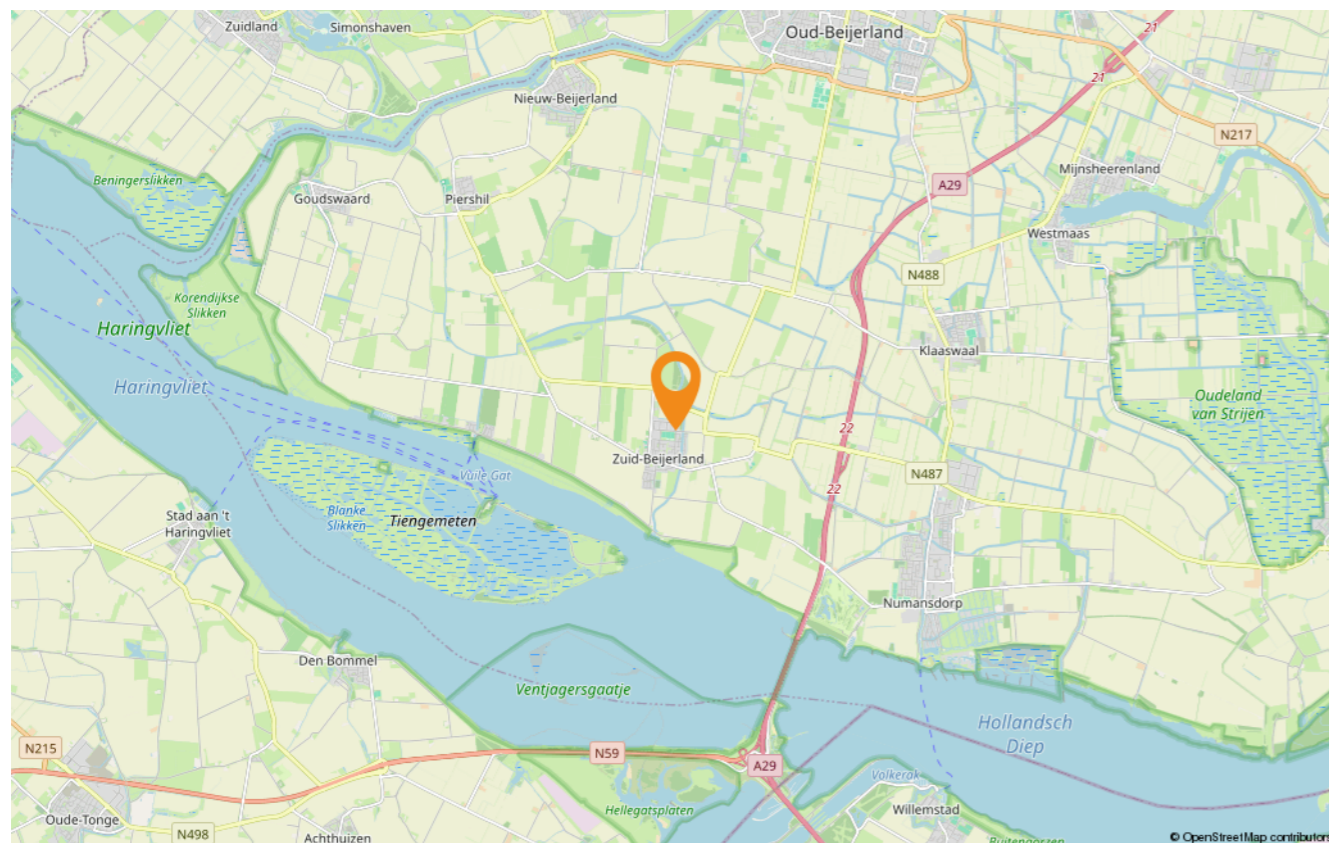 Zuidland
Simonshaven
Oud-Beijerland
21
21
Nieuw-Beijerland
N217
Mijnsheerenland
Beningerslikken
Goudswaard
Piershil
A29
Westmaas
N488
Korendijkse
Slikken
Haringvliet
Haringvliet
Klaaswaal
Oudeland
van Strijen
22
Zuid-Beijerland
N487
Vuile Gat
22
Blanke
Slikken
Tiengemeten
Stad aan 't
Haringvliet
Numansdorp
Den Bommel
Ventjagersgaatje
Hollandsch
Diep
N215
N59
A29
Volkerak
Hellegatsplaten
Willemstad
Oude-Tonge
N498
Achthuizen
© OpenStreetMap contributors